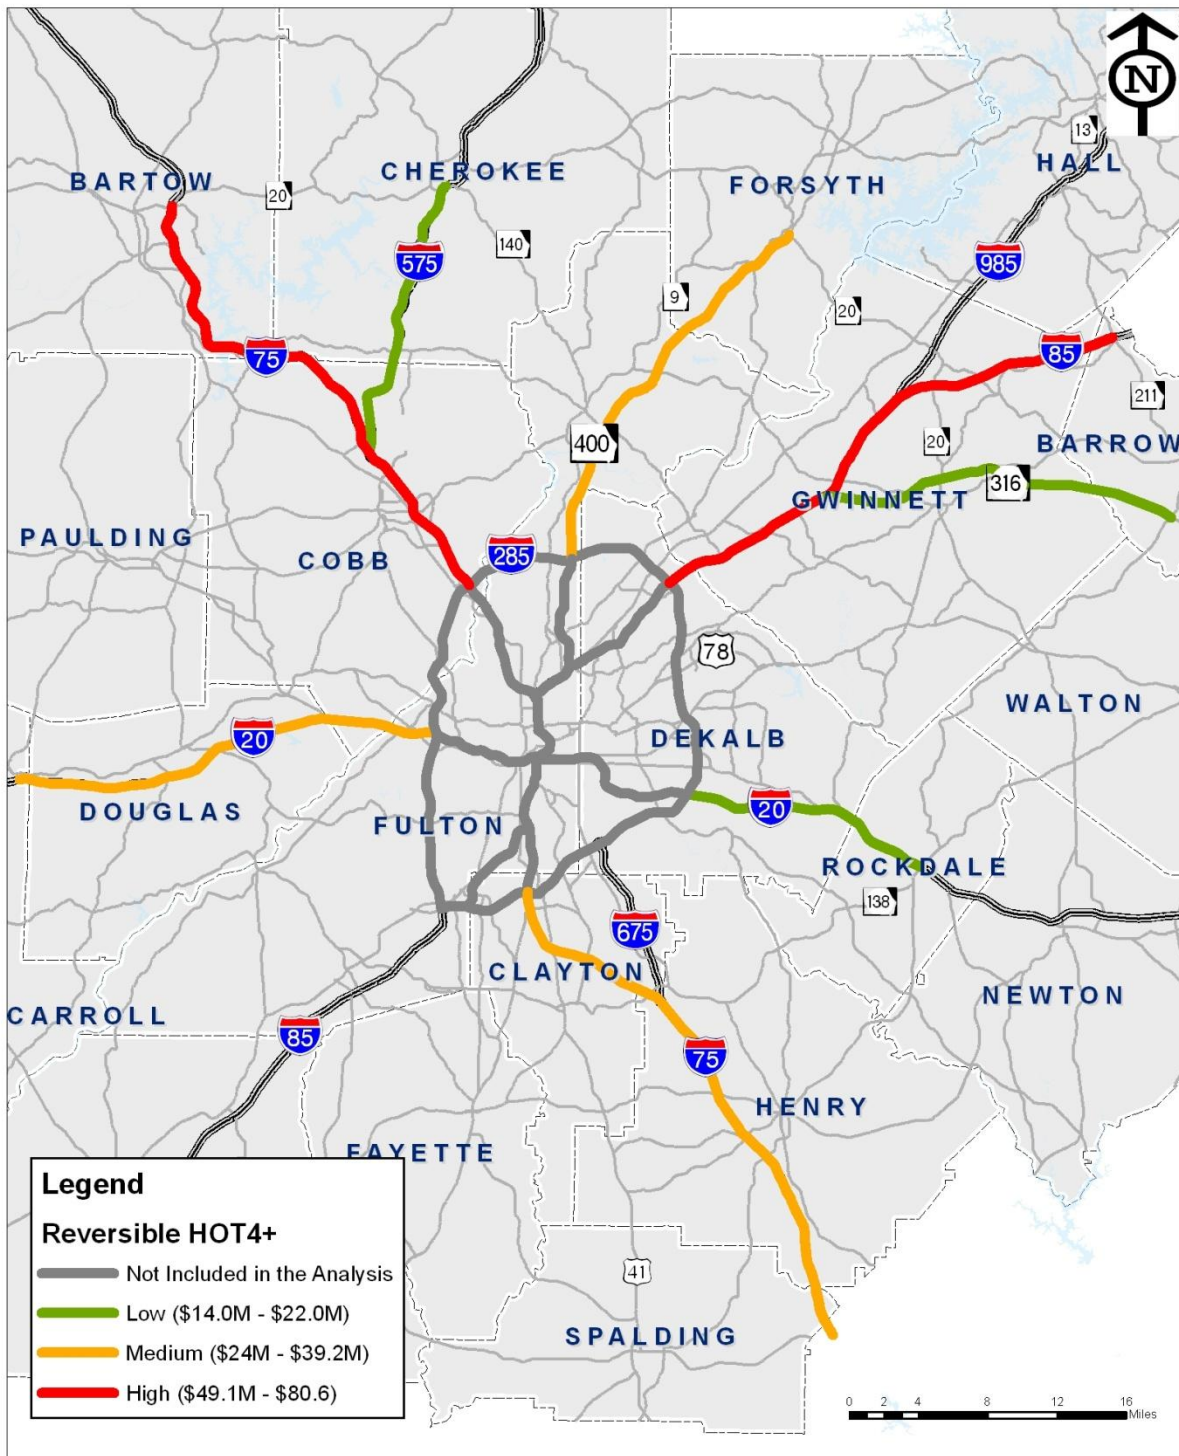 N
13
HALL
CHEROKEE
BARTOW
FORSYTH
20
140
575
985
9
20
75
85
211
400
20
BARROW
316
GWINNETT
PAULDING
COBB
285
78
WALTON
20
DEKALB
DOUGLAS
FULTON
20
ROCKDALE
138
675
CLAYTON
NEWTON
CARROLL
85
75
HENRY
FAYETTE
Legend
Reversible HOT4+
Not Included in the Analysis
Low ($14.0M - $22.0M)
Medium ($24M - $39.2M)
High ($49.1M - $80.6)
41
SPALDING
0 2 4 8 12 16
Miles